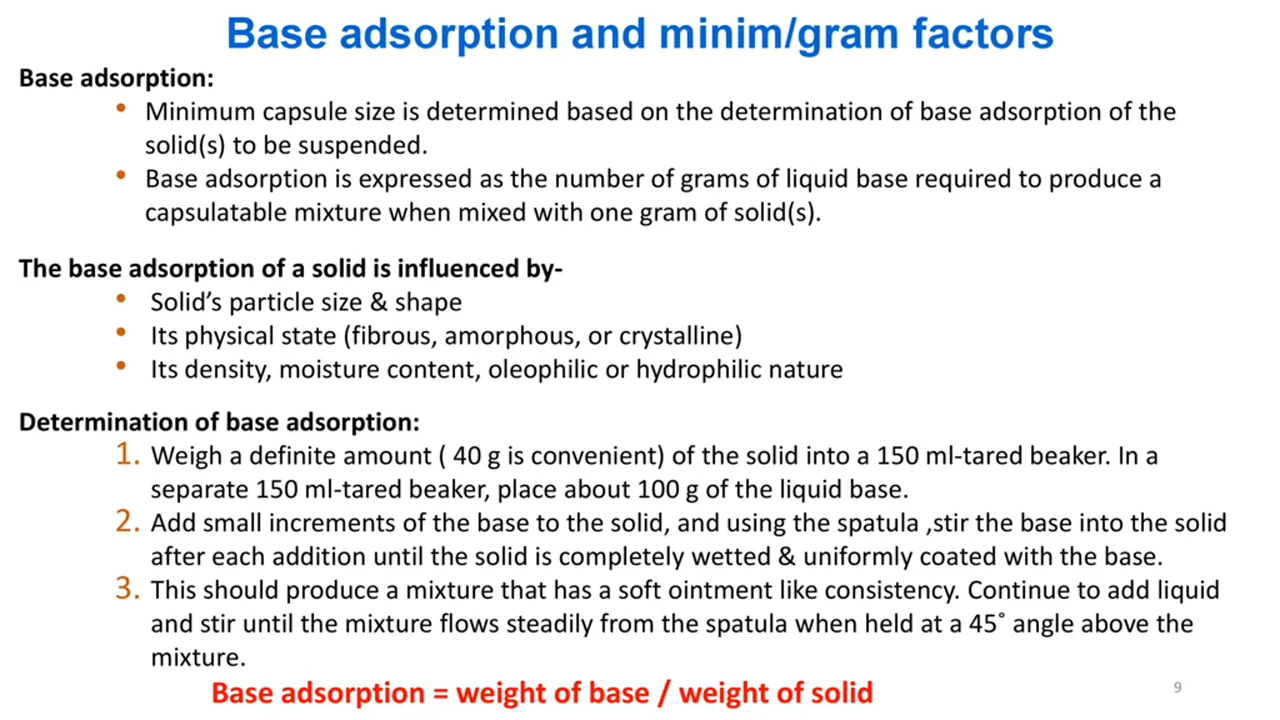 Base adsorption and minim/gram factors
Base adsorption:
• Minimum capsule size is determined based on the determination of base adsorption of the
solid(s) to be suspended.
• Base adsorption is expressed as the number of grams of liquid base required to produce a
capsulatable mixture when mixed with one gram of solid(s).
The base adsorption of a solid is influenced by-
• Solid’s particle size & shape
• Its physical state (fibrous, amorphous, or crystalline)
• Its density, moisture content, oleophilic or hydrophilic nature
Determination of base adsorption:
1. Weigh a definite amount ( 40 g is convenient) of the solid into a 150 ml-tared beaker. In a
separate 150 ml-tared beaker, place about 100 g of the liquid base.
2. Add small increments of the base to the solid, and using the spatula ,stir the base into the solid
after each addition until the solid is completely wetted & uniformly coated with the base.
3. This should produce a mixture that has a soft ointment like consistency. Continue to add liquid
and stir until the mixture flows steadily from the spatula when held at a 45˚ angle above the
mixture.
Base adsorption = weight of base / weight of solid
9